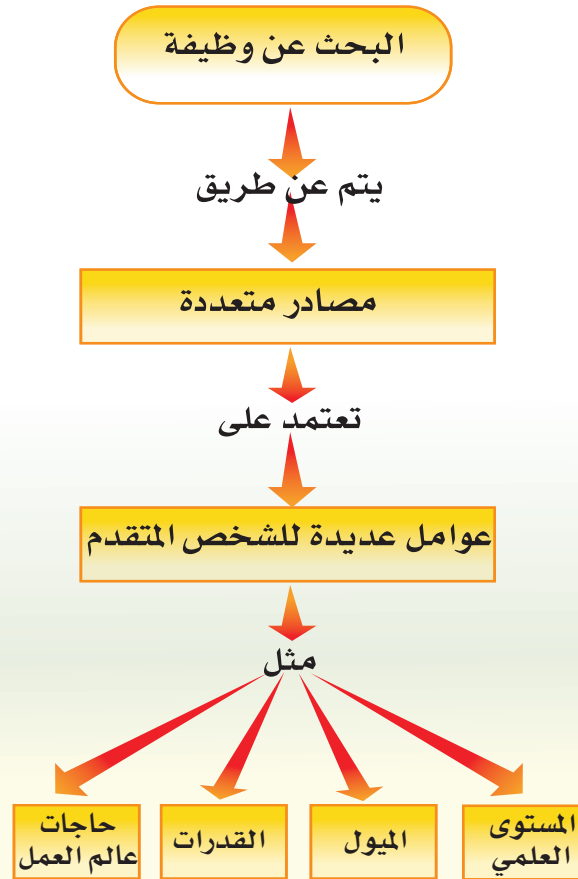 البحث عن وظيفة
يتم عن طريق
مصادر متعددة
تعتمد على
عوامل عديدة للشخص المتقدم
مثل
المستوى
العلمي
الميول
القدرات
حاجات
عالم العمل